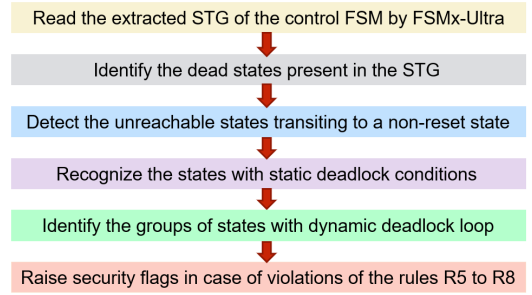 Read the extracted STG of the control FSM by FSMx-Ultra
Identify the dead states present in the STG
Detect the unreachable states transiting to a non-reset state
Recognize the states with static deadlock conditions
Identify the groups of states with dynamic deadlock loop
Raise security flags in case of violations of the rules R5 to R8